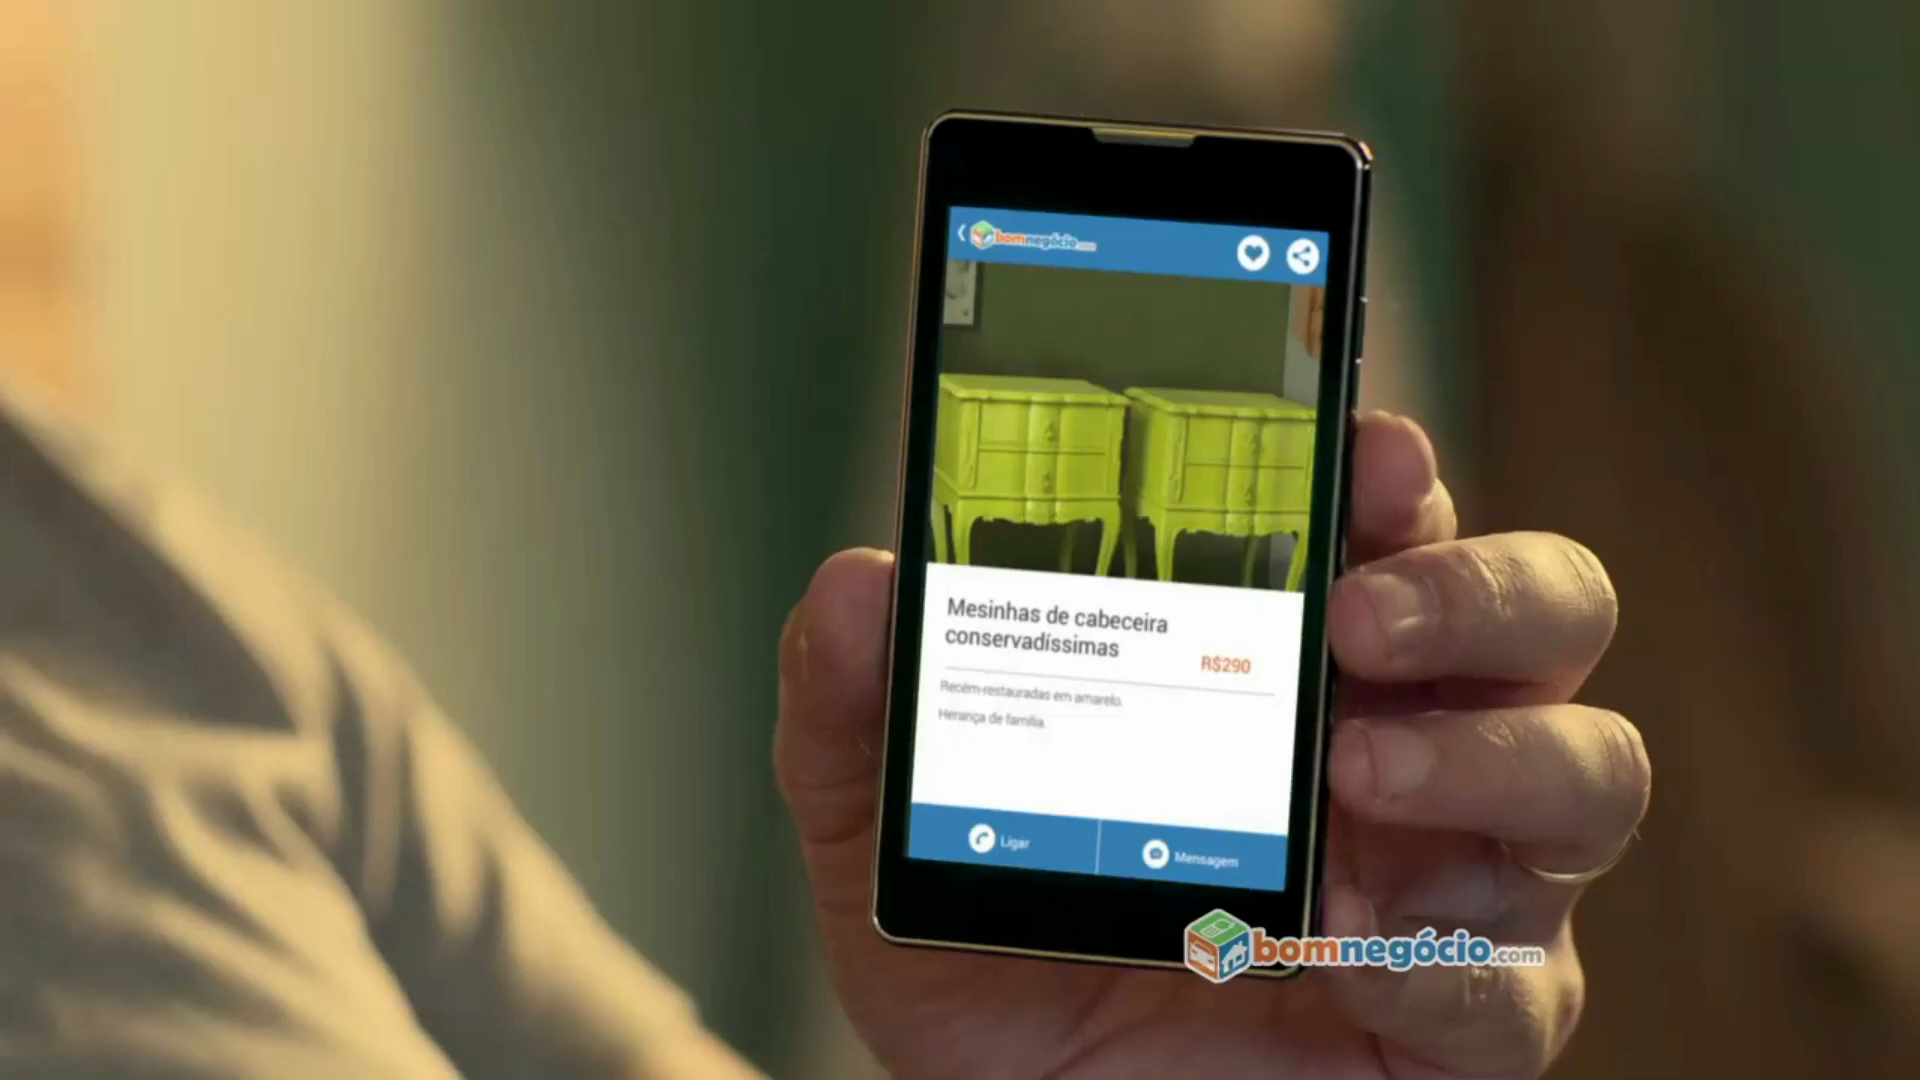 bomnegócio.com
Mesinhas de cabeceira
conservadíssimas
R$290
Recém-restauradas em amarelo.
Herança de família.
Ligar
Mensagem
bomnegócio.com